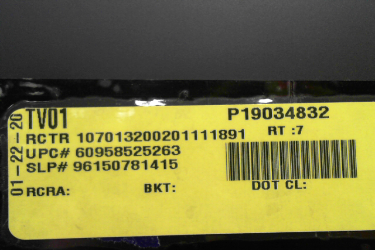 TV01 P19034832
RCTR 107013200201111891 RT :7
UPC# 60958525263
SLP# 96150781415
RCRA: BKT: DOT CL:
01-22-20